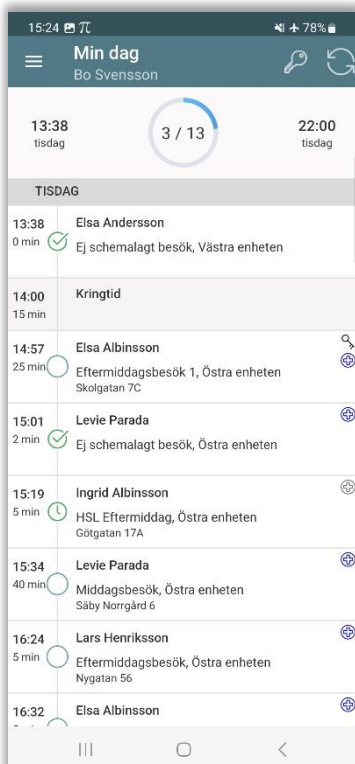 15:24 π 78%
Min dag
Bo Svensson
13:38
tisdag
3 / 13
22:00
tisdag
TISDAG
13:38 Elsa Andersson
0 min Ej schemalagt besök, Västra enheten
14:00 Kringtid
15 min
14:57 Elsa Albinsson
25 min Eftermiddagsbesök 1, Östra enheten
Skolgatan 7C
15:01 Levie Parada
2 min Ej schemalagt besök, Östra enheten
15:19 Ingrid Albinsson
5 min HSL Eftermiddag, Östra enheten
Götgatan 17A
15:34 Levie Parada
40 min Middagsbesök, Östra enheten
Säby Norrgård 6
16:24 Lars Henriksson
5 min Eftermiddagsbesök, Östra enheten
Nygatan 56
16:32 Elsa Albinsson